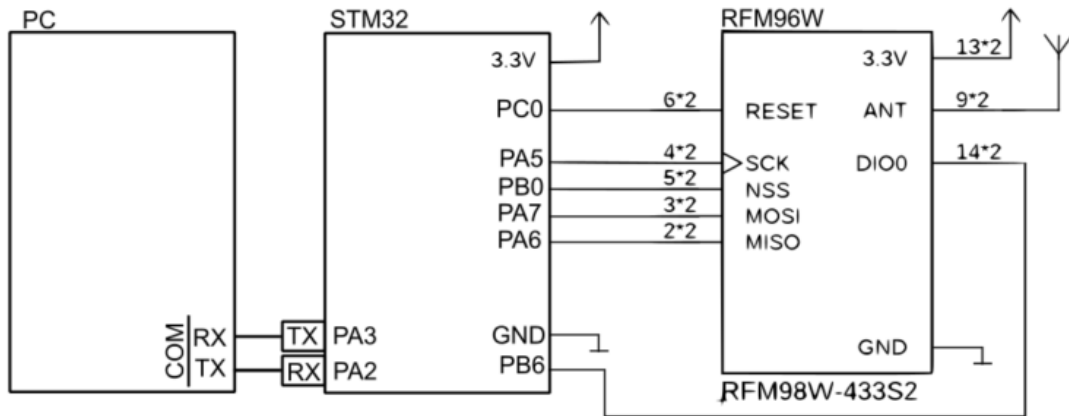 PC
STM32
RFM96W
3.3V
3.3V
13*2
PC0
6*2
RESET
ANT
9*2
PA5
4*2
SCK
DIO0
14*2
PB0
5*2
NSS
PA7
3*2
MOSI
PA6
2*2
MISO
COM
RX
TX
PA3
GND
TX
RX
PA2
PB6
GND
RFM98W-433S2